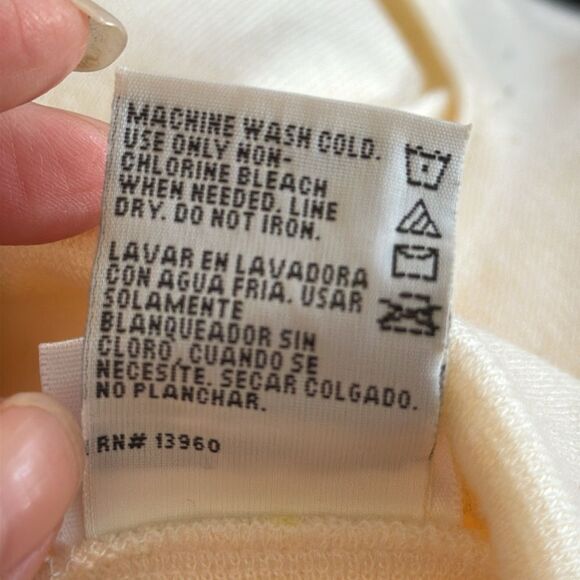 MACHINE WASH COLD.
USE ONLY NON-
CHLORINE BLEACH
WHEN NEEDED. LINE
DRY. DO NOT IRON.
LAVAR EN LAVADORA
CON AGUA FRIA. USAR
SOLAMENTE
BLANQUEADOR SIN
CLORO, CUANDO SE
NECESITE. SECAR COLGADO.
NO PLANCHAR.
RN# 13960